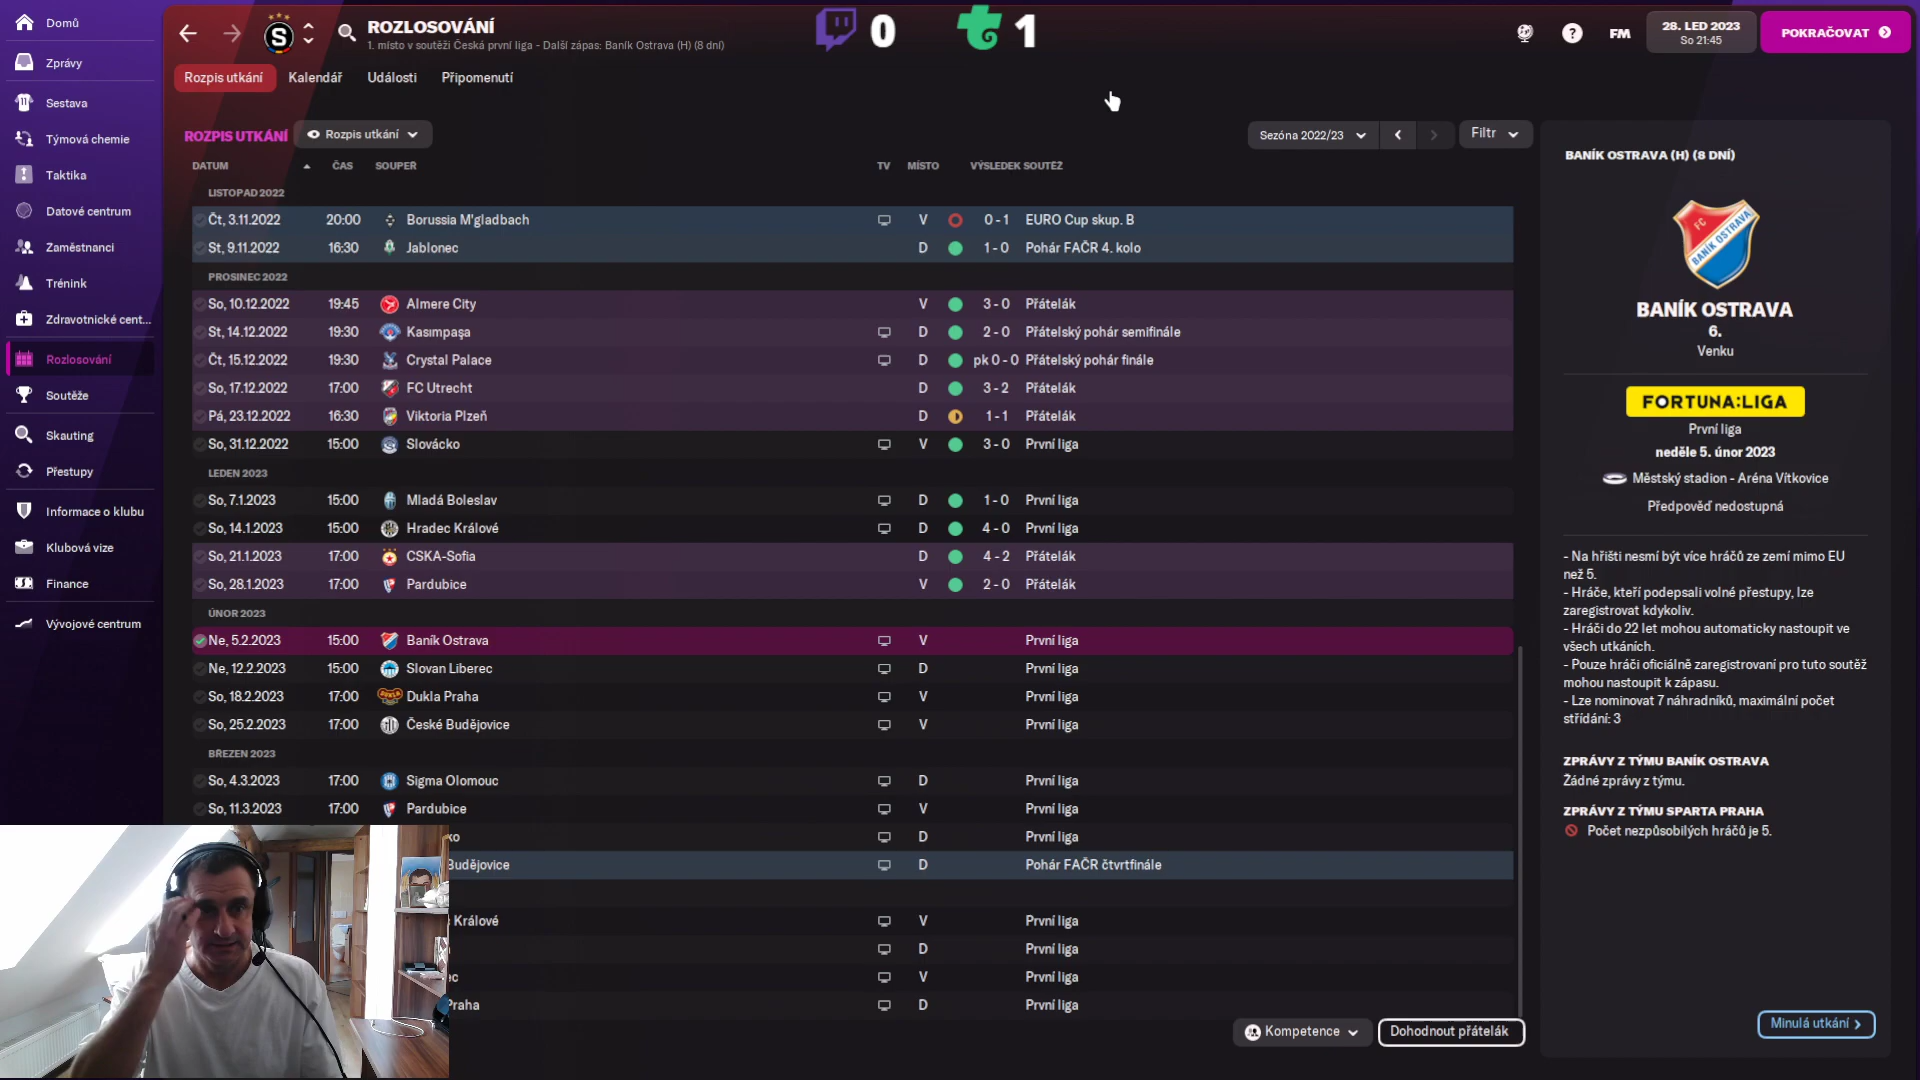 Domů
Zprávy
Sestava
Týmová chemie
Taktika
Datové centrum
Zaměstnanci
Trénink
Zdravotnické cent...
Rozlosování
Soutěže
Skauting
Přestupy
Informace o klubu
Klubová vize
Finance
Vývojové centrum
ROZLOSOVÁNÍ
1. místo v soutěži Česká první liga - Další zápas: Baník Ostrava (H) (8 dní)
0 1
FM
28. LED 2023
So 21:45
POKRAČOVAT
Rozpis utkání Kalendář Události Připomenutí
ROZPIS UTKÁNÍ Rozpis utkání Sezóna 2022/23 Filtr
DATUM ČAS SOUPEŘ TV MÍSTO VÝSLEDEK SOUTĚŽ
LISTOPAD 2022
Čt, 3.11.2022 20:00 Borussia M'gladbach V 0 - 1 EURO Cup skup. B
St, 9.11.2022 16:30 Jablonec D 1 - 0 Pohár FAČR 4. kolo
PROSINEC 2022
So, 10.12.2022 19:45 Almere City V 3 - 0 Přátelák
St, 14.12.2022 19:30 Kasımpaşa D 2 - 0 Přátelský pohár semifinále
Čt, 15.12.2022 19:30 Crystal Palace D pk 0 - 0 Přátelský pohár finále
So, 17.12.2022 17:00 FC Utrecht D 3 - 2 Přátelák
Pá, 23.12.2022 16:30 Viktoria Plzeň D 1 - 1 Přátelák
So, 31.12.2022 15:00 Slovácko V 3 - 0 První liga
LEDEN 2023
So, 7.1.2023 15:00 Mladá Boleslav D 1 - 0 První liga
So, 14.1.2023 15:00 Hradec Králové D 4 - 0 První liga
So, 21.1.2023 17:00 CSKA-Sofia D 4 - 2 Přátelák
So, 28.1.2023 17:00 Pardubice V 2 - 0 Přátelák
ÚNOR 2023
Ne, 5.2.2023 15:00 Baník Ostrava V První liga
Ne, 12.2.2023 15:00 Slovan Liberec D První liga
So, 18.2.2023 17:00 Dukla Praha V První liga
So, 25.2.2023 17:00 České Budějovice V První liga
BŘEZEN 2023
So, 4.3.2023 17:00 Sigma Olomouc D První liga
So, 11.3.2023 17:00 Pardubice V První liga
ko D První liga
Budějovice D Pohár FAČR čtvrtfinále
Králové V První liga
D První liga
ec V První liga
Praha D První liga
Kompetence Dohodnout přátelák
BANÍK OSTRAVA (H) (8 DNÍ)
FC
BANÍK OSTRAVA
BANÍK OSTRAVA
6.
Venku
FORTUNA:LIGA
První liga
neděle 5. únor 2023
Městský stadion - Aréna Vítkovice
Předpověď nedostupná
- Na hřišti nesmí být více hráčů ze zemí mimo EU
než 5.
- Hráče, kteří podepsali volné přestupy, lze
zaregistrovat kdykoliv.
- Hráči do 22 let mohou automaticky nastoupit ve
všech utkáních.
- Pouze hráči oficiálně zaregistrovaní pro tuto soutěž
mohou nastoupit k zápasu.
- Lze nominovat 7 náhradníků, maximální počet
střídání: 3
ZPRÁVY Z TÝMU BANÍK OSTRAVA
Žádné zprávy z týmu.
ZPRÁVY Z TÝMU SPARTA PRAHA
Počet nezpůsobilých hráčů je 5.
Minulá utkání